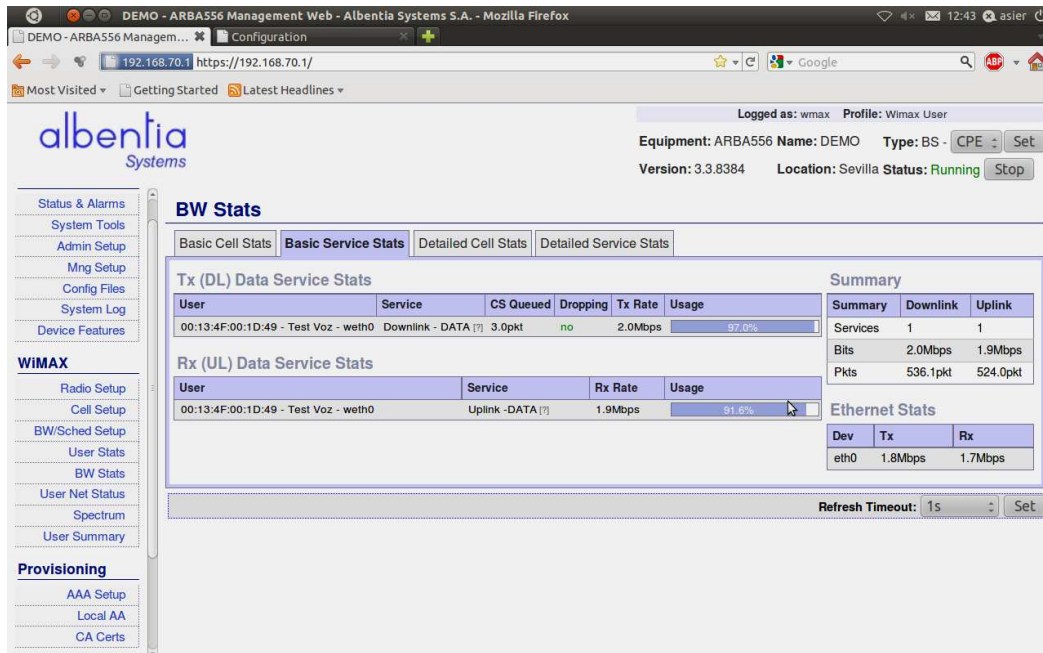 DEMO - ARBA556 Management Web - Albentia Systems S.A. - Mozilla Firefox
12:43 asier
DEMO - ARBA556 Managem... Configuration
192.168.70.1 https://192.168.70.1/
Google
ABP
Most Visited Getting Started Latest Headlines
albentia
Systems
Logged as: wmax Profile: Wimax User
Equipment: ARBA556 Name: DEMO Type: BS - CPE Set
Version: 3.3.8384 Location: Sevilla Status: Running Stop
Status & Alarms
System Tools
Admin Setup
Mng Setup
Config Files
System Log
Device Features
WiMAX
Radio Setup
Cell Setup
BW/Sched Setup
User Stats
BW Stats
User Net Status
Spectrum
User Summary
Provisioning
AAA Setup
Local AA
CA Certs
BW Stats
Basic Cell Stats Basic Service Stats Detailed Cell Stats Detailed Service Stats
Tx (DL) Data Service Stats
User Service CS Queued Dropping Tx Rate Usage
00:13:4F:00:1D:49 - Test Voz - weth0 Downlink - DATA [?] 3.0pkt no 2.0Mbps 97.0%
Rx (UL) Data Service Stats
User Service Rx Rate Usage
00:13:4F:00:1D:49 - Test Voz - weth0 Uplink -DATA [?] 1.9Mbps 91.6%
Summary
Summary Downlink Uplink
Services 1 1
Bits 2.0Mbps 1.9Mbps
Pkts 536.1pkt 524.0pkt
Ethernet Stats
Dev Tx Rx
eth0 1.8Mbps 1.7Mbps
Refresh Timeout: 1s Set